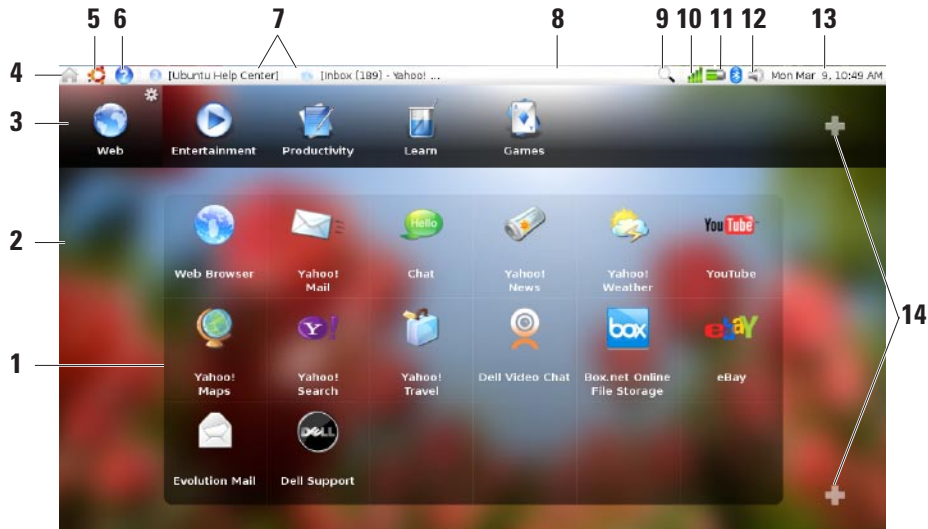 5 6 7 8 9 10 11 12 13
4 [Ubuntu Help Center] [Inbox (189) - Yahoo! ... Mon Mar 9, 10:49 AM
3
Web Entertainment Productivity Learn Games
2
Hello
You Tube
Web Browser Yahoo! Mail Chat Yahoo! News Yahoo! Weather YouTube
14
Y!
box
ebaY
1
Yahoo! Maps Yahoo! Search Yahoo! Travel Dell Video Chat Box.net Online File Storage eBay
DELL
Evolution Mail Dell Support